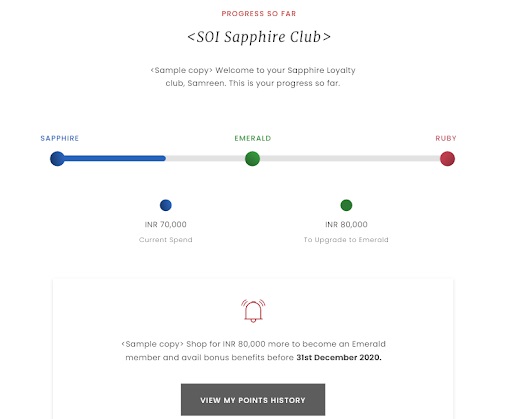 PROGRESS SO FAR
<SOI Sapphire Club>
<Sample copy> Welcome to your Sapphire Loyalty
club, Samreen. This is your progress so far.
SAPPHIRE
EMERALD
RUBY
INR 70,000
INR 80,000
Current Spend
To Upgrade to Emerald
<Sample copy> Shop for INR 80,000 more to become an Emerald
member and avail bonus benefits before 31st December 2020.
VIEW MY POINTS HISTORY